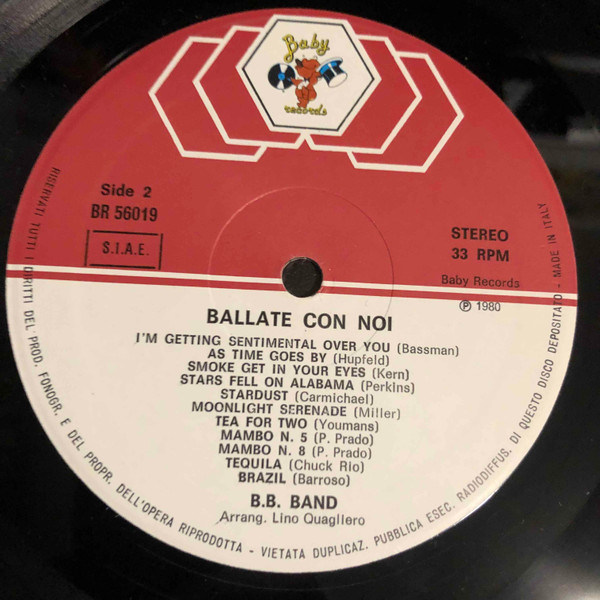 Baby
records
Side 2
BR 56019
S.I.A.E.
STEREO
33 RPM
Baby Records
℗ 1980
BALLATE CON NOI
I'M GETTING SENTIMENTAL OVER YOU (Bassman)
AS TIME GOES BY (Hupfeld)
SMOKE GET IN YOUR EYES (Kern)
STARS FELL ON ALABAMA (Perkins)
STARDUST (Carmichael)
MOONLIGHT SERENADE (Miller)
TEA FOR TWO (Youmans)
MAMBO N. 5 (P. Prado)
MAMBO N. 8 (P. Prado)
TEQUILA (Chuck Rio)
BRAZIL (Barroso)
B.B. BAND
Arrang. Lino Quagliero
RISERVATI TUTTI I DIRITTI DEL PROD. FONOGR. E DEL PROPR. DELL'OPERA RIPRODOTTA - VIETATA DUPLICAZ. PUBBLICA ESEC. RADIODIFFUS. DI QUESTO DISCO DEPOSITATO - MADE IN ITALY